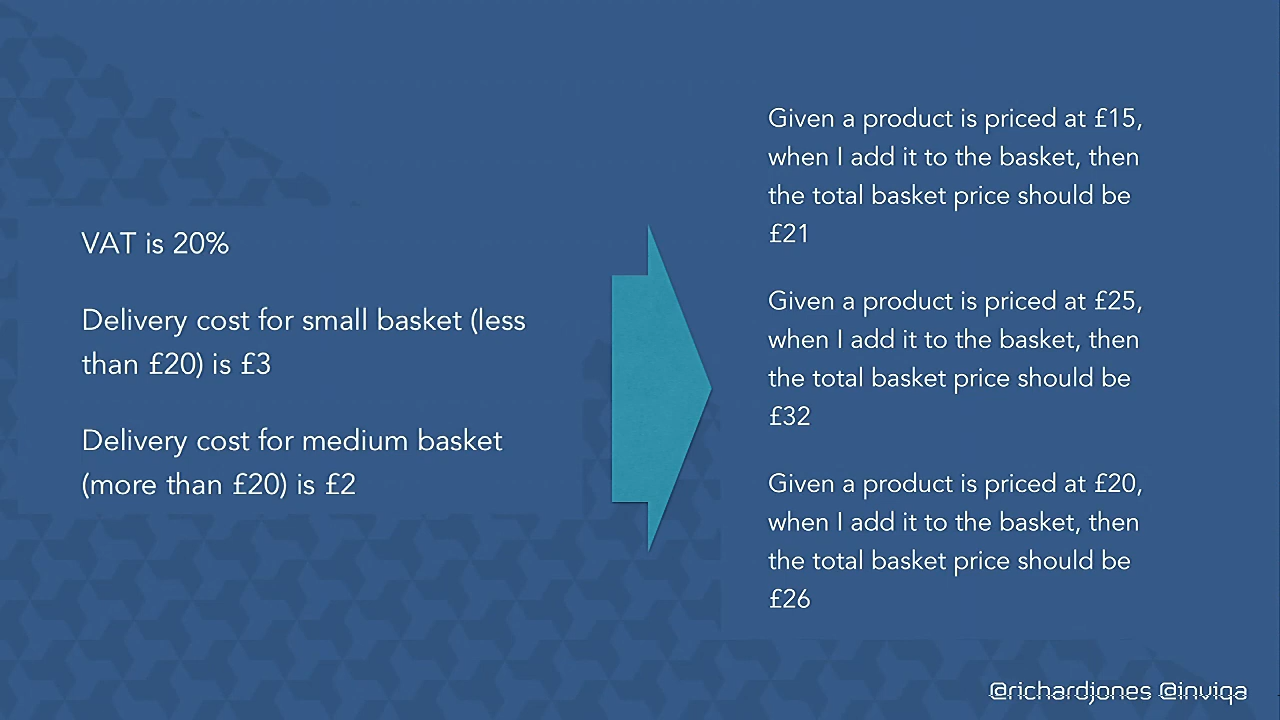 VAT is 20%
Delivery cost for small basket (less
than £20) is £3
Delivery cost for medium basket
(more than £20) is £2
Given a product is priced at £15,
when I add it to the basket, then
the total basket price should be
£21
Given a product is priced at £25,
when I add it to the basket, then
the total basket price should be
£32
Given a product is priced at £20,
when I add it to the basket, then
the total basket price should be
£26
@richardjones @inviqa